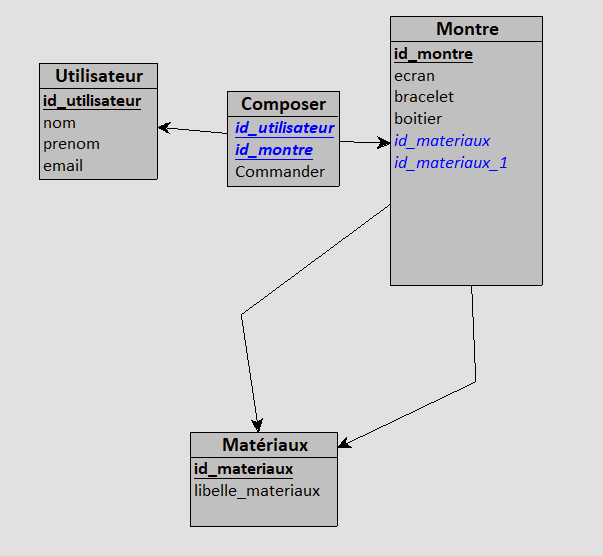 Utilisateur
id_utilisateur
nom
prenom
email
Composer
id_utilisateur
id_montre
Commander
Montre
id_montre
ecran
bracelet
boitier
id_materiaux
id_materiaux_1
Matériaux
id_materiaux
libelle_materiaux